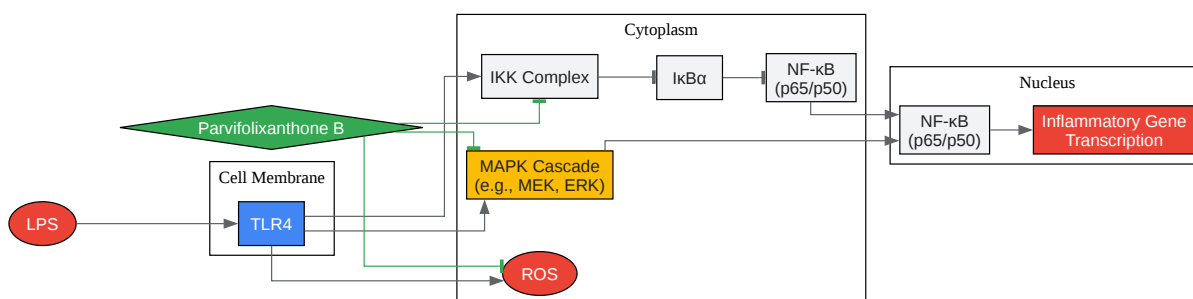 Cytoplasm
IKK Complex
IκBα
NF-κB
(p65/p50)
Nucleus
NF-κB
(p65/p50)
Inflammatory Gene
Transcription
Parvifolixanthone B
MAPK Cascade
(e.g., MEK, ERK)
Cell Membrane
LPS
TLR4
ROS